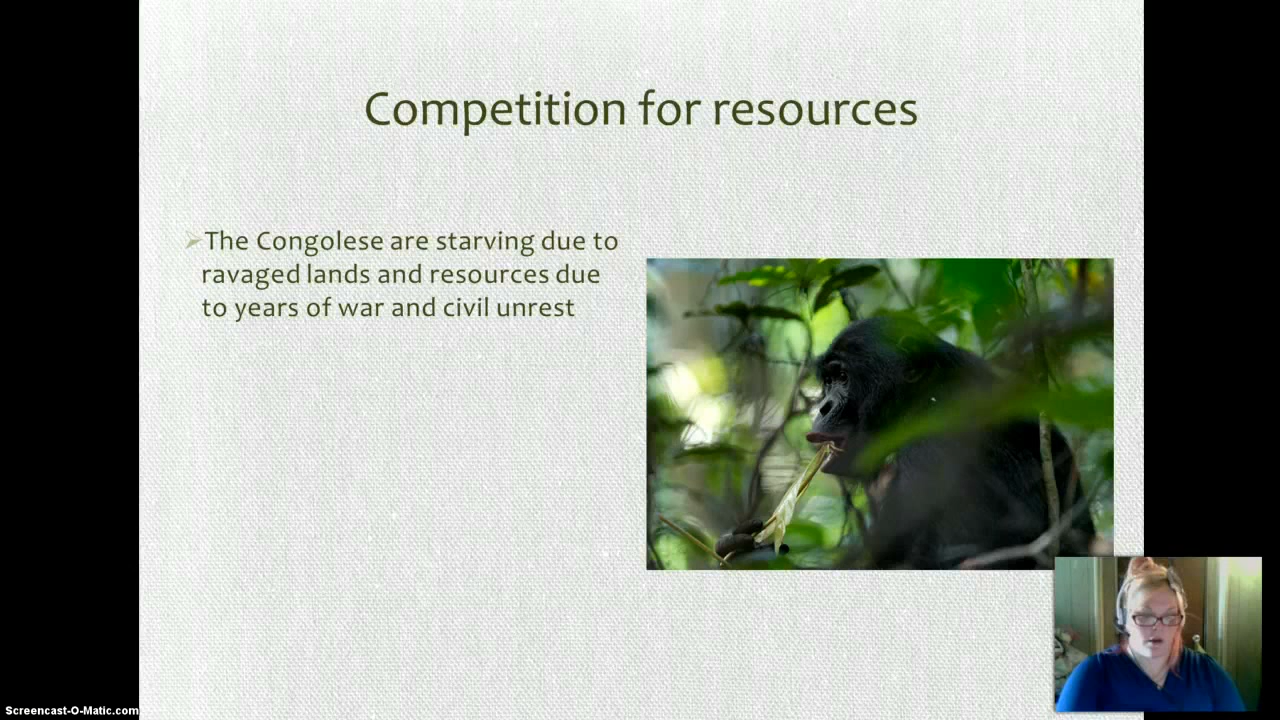 Competition for resources
➢The Congolese are starving due to
ravaged lands and resources due
to years of war and civil unrest
Screencast-O-Matic.com